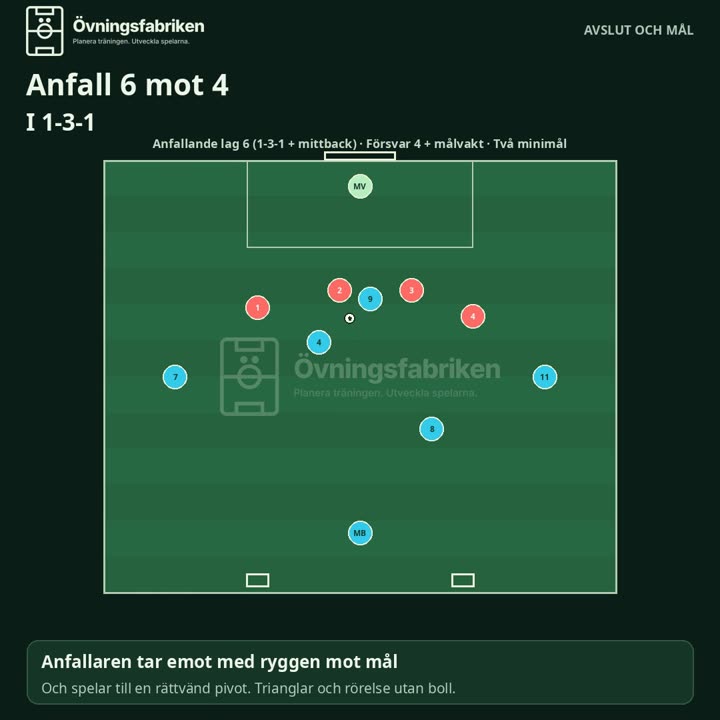 Övningsfabriken
Planera träningen. Utveckla spelarna.
AVSLUT OCH MÅL
Anfall 6 mot 4
I 1-3-1
Anfallande lag 6 (1-3-1 + mittback) · Försvar 4 + målvakt · Två minimål
MV
2
9
3
1
4
4
Övningsfabriken
Planera träningen. Utveckla spelarna.
7
11
8
MB
Anfallaren tar emot med ryggen mot mål
Och spelar till en rättvänd pivot. Trianglar och rörelse utan boll.